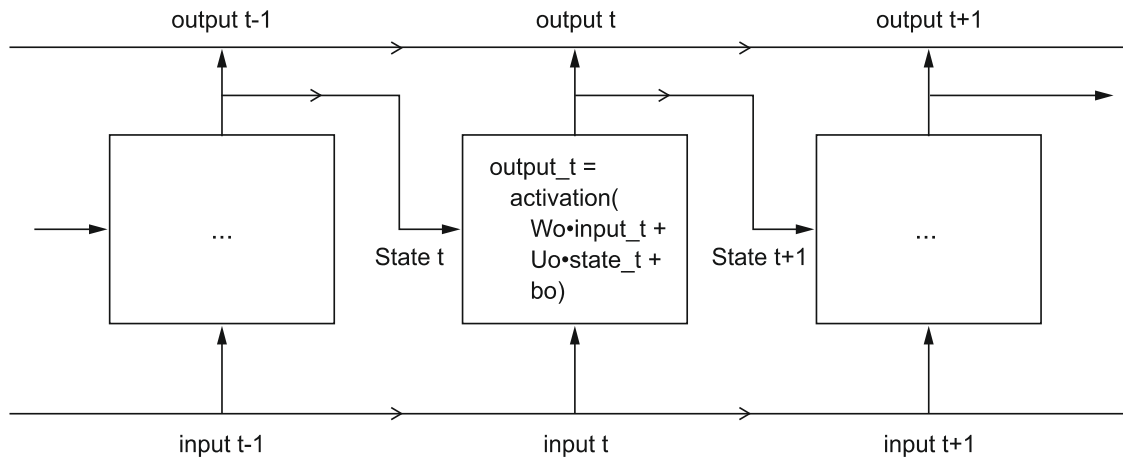 output t-1
output t
output t+1
...
output_t =
activation(
Wo•input_t +
Uo•state_t +
bo)
...
State t
State t+1
input t-1
input t
input t+1